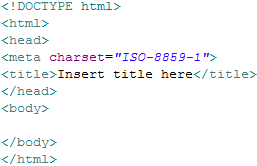 <!DOCTYPE html>
<html>
<head>
<meta charset="ISO-8859-1">
<title>Insert title here</title>
</head>
<body>

</body>
</html>